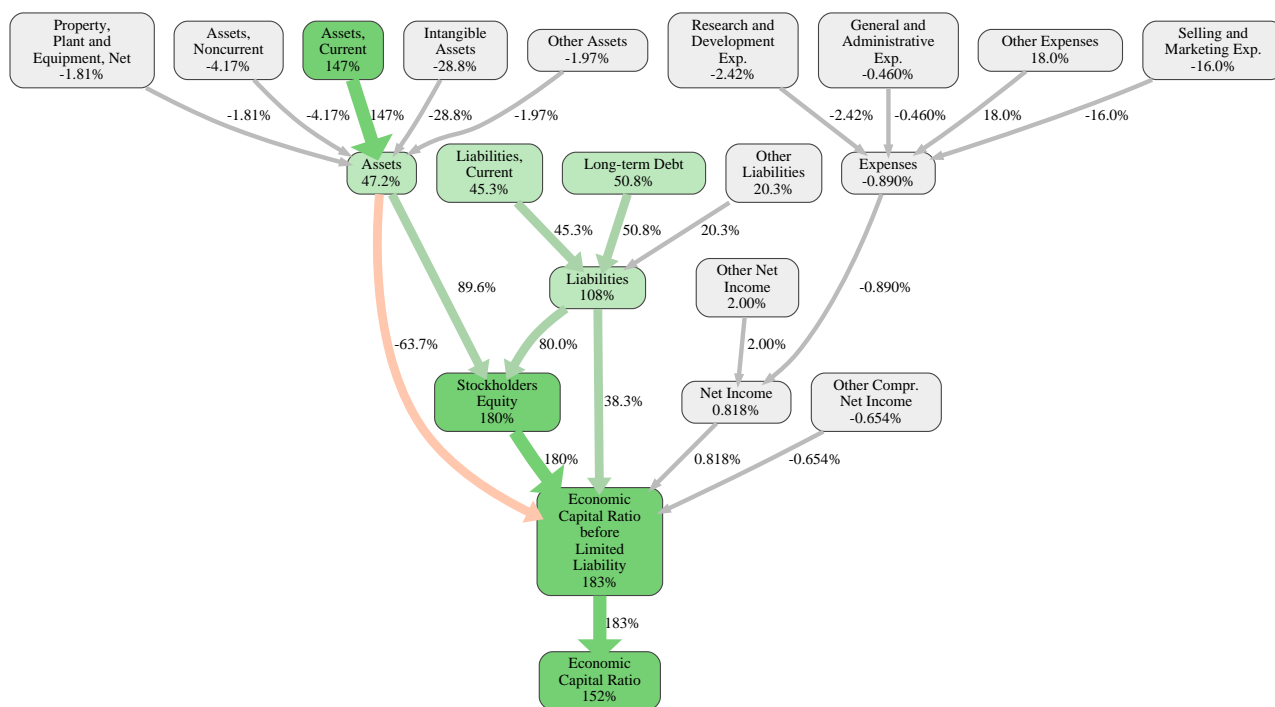 Property,
Plant and
Equipment, Net
-1.81%
Assets,
Noncurrent
-4.17%
Assets,
Current
147%
Intangible
Assets
-28.8%
Other Assets
-1.97%
Research and
Development
Exp.
-2.42%
General and
Administrative
Exp.
-0.460%
Other Expenses
18.0%
Selling and
Marketing Exp.
-16.0%
-1.81%
-4.17%
147%
-28.8%
-1.97%
-2.42%
-0.460%
18.0%
-16.0%
Assets
47.2%
Liabilities,
Current
45.3%
Long-term Debt
50.8%
Other
Liabilities
20.3%
Expenses
-0.890%
45.3%
50.8%
20.3%
Liabilities
108%
Other Net
Income
2.00%
89.6%
-0.890%
-63.7%
80.0%
2.00%
Stockholders
Equity
180%
38.3%
Net Income
0.818%
Other Compr.
Net Income
-0.654%
180%
0.818%
-0.654%
Economic
Capital Ratio
before
Limited
Liability
183%
183%
Economic
Capital Ratio
152%